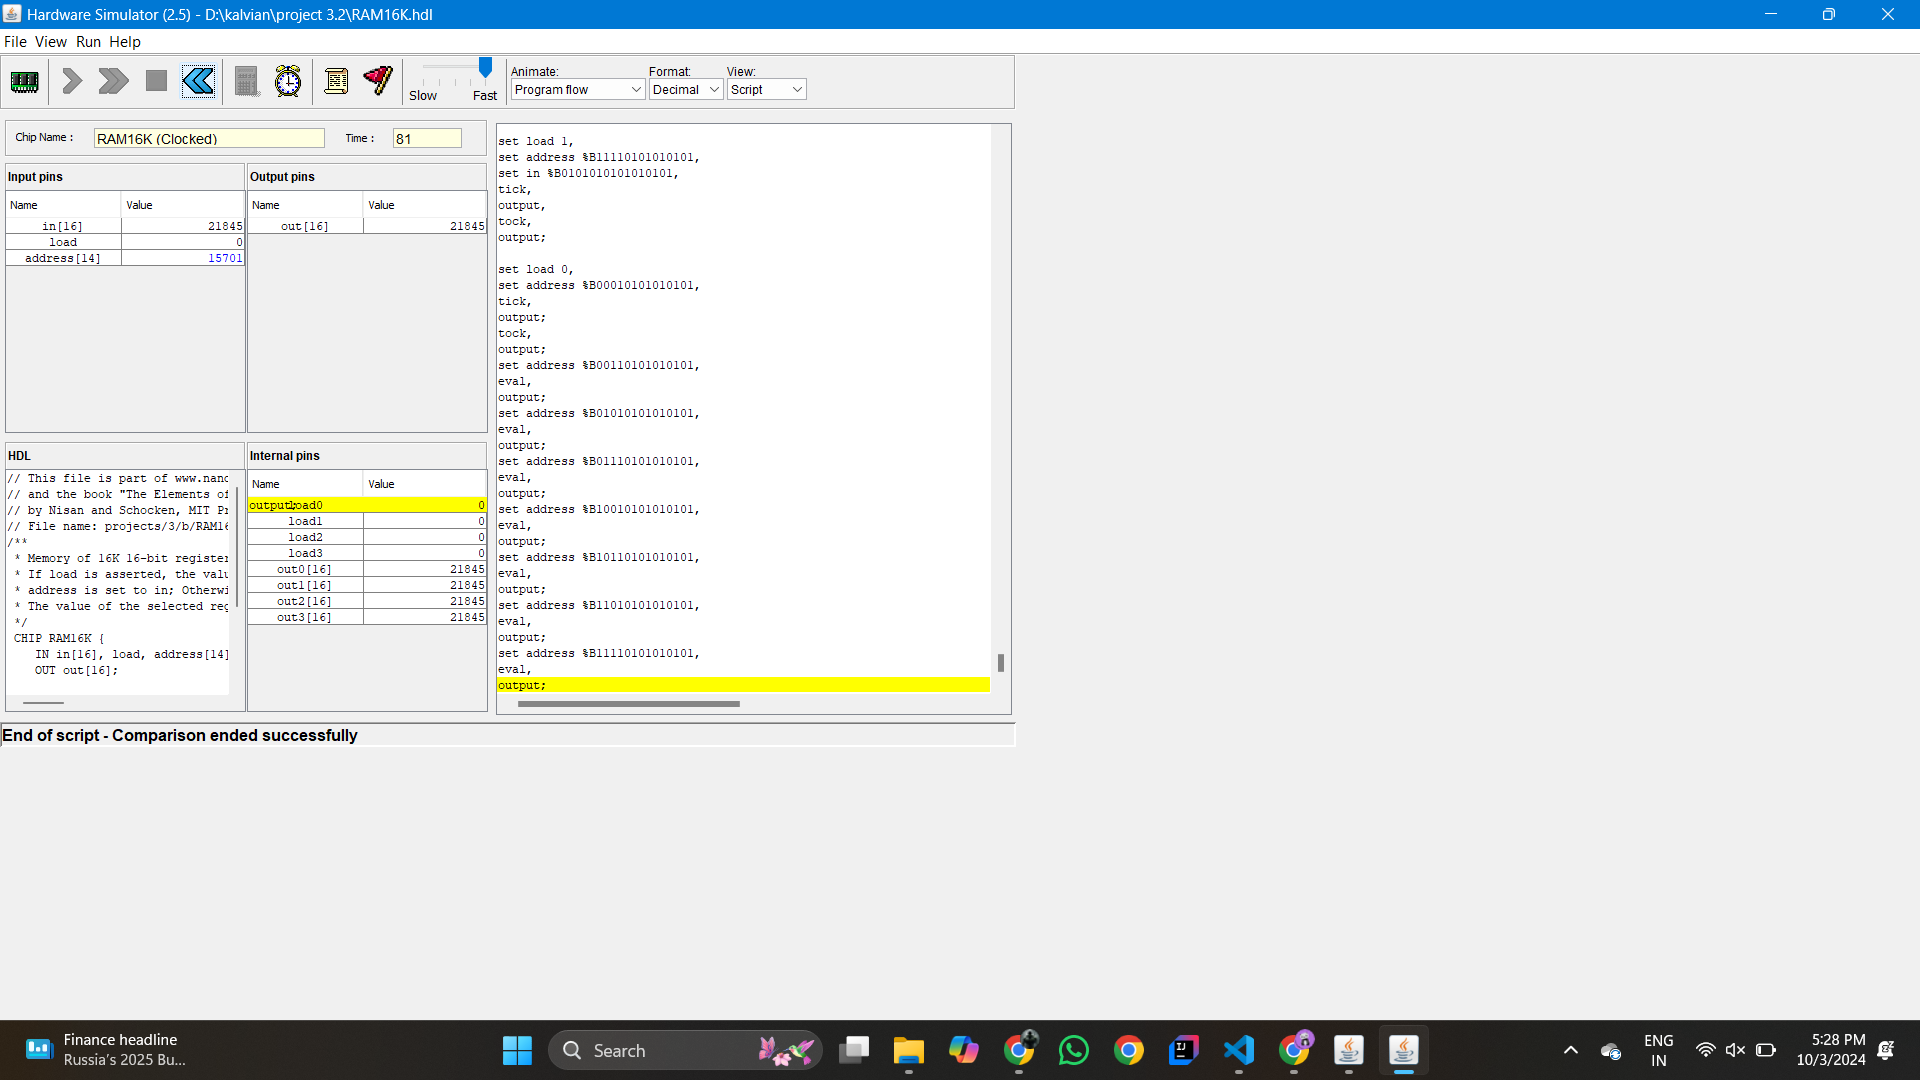 Hardware Simulator (2.5) - D:\kalvian\project 3.2\RAM16K.hdl
File View Run Help
Slow Fast
Animate: Format: View:
Program flow Decimal Script
Chip Name : RAM16K (Clocked) Time : 81
Input pins
Name Value
in[16] 21845
load 0
address[14] 15701
Output pins
Name Value
out[16] 21845
HDL
// This file is part of www.nand
// and the book "The Elements of
// by Nisan and Schocken, MIT Pr
// File name: projects/3/b/RAM16
/**
* Memory of 16K 16-bit register
* If load is asserted, the valu
* address is set to in; Otherwi
* The value of the selected reg
*/
CHIP RAM16K {
IN in[16], load, address[14]
OUT out[16];
Internal pins
Name Value
output; load0 0
load1 0
load2 0
load3 0
out0[16] 21845
out1[16] 21845
out2[16] 21845
out3[16] 21845
set load 1,
set address %B11110101010101,
set in %B0101010101010101,
tick,
output,
tock,
output;
set load 0,
set address %B00010101010101,
tick,
output;
tock,
output;
set address %B00110101010101,
eval,
output;
set address %B01010101010101,
eval,
output;
set address %B01110101010101,
eval,
output;
set address %B10010101010101,
eval,
output;
set address %B10110101010101,
eval,
output;
set address %B11010101010101,
eval,
output;
set address %B11110101010101,
eval,
output;
End of script - Comparison ended successfully
Finance headline
Russia's 2025 Bu...
Search
ENG
IN
5:28 PM
10/3/2024